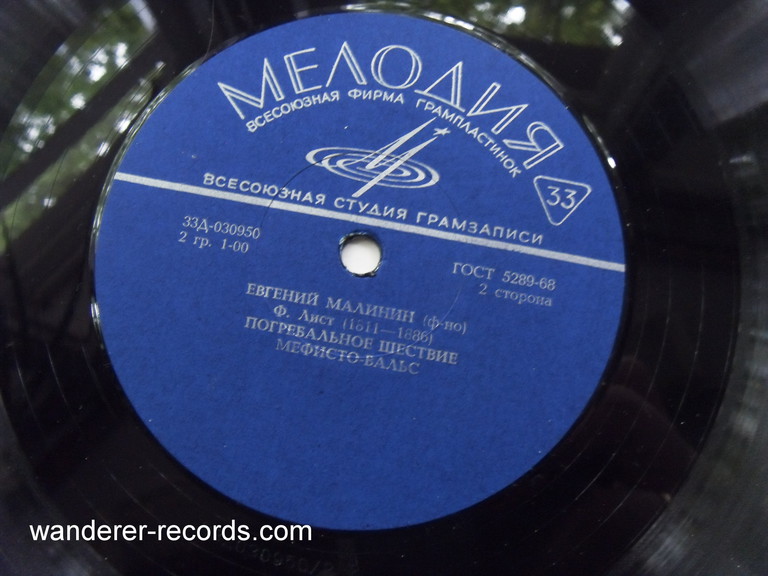 МЕЛОДИЯ
ВСЕСОЮЗНАЯ ФИРМА ГРАМПЛАСТИНОК
33
ВСЕСОЮЗНАЯ СТУДИЯ ГРАМЗАПИСИ
33Д-030950
2 гр. 1-00
ГОСТ 5289-68
2 сторона
ЕВГЕНИЙ МАЛИНИН (ф-но)
Ф. Лист (1811—1886)
ПОГРЕБАЛЬНОЕ ШЕСТВИЕ
МЕФИСТО-ВАЛЬС
wanderer-records.com